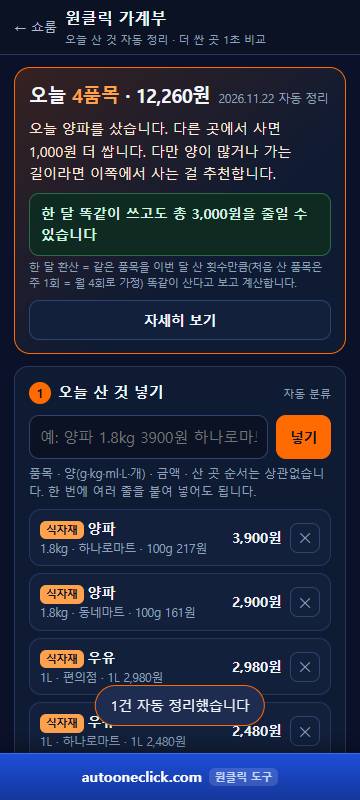 ← 쇼룸 원클릭 가계부
오늘 산 것 자동 정리 · 더 싼 곳 1초 비교
오늘 4품목 · 12,260원 2026.11.22 자동 정리
오늘 양파를 샀습니다. 다른 곳에서 사면
1,000원 더 쌉니다. 다만 양이 많거나 가는
길이라면 이쪽에서 사는 걸 추천합니다.
한 달 똑같이 쓰고도 총 3,000원을 줄일 수
있습니다
한 달 환산 = 같은 품목을 이번 달 산 횟수만큼(처음 산 품목은
주 1회 = 월 4회로 가정) 똑같이 산다고 보고 계산합니다.
자세히 보기
1 오늘 산 것 넣기 자동 분류
예: 양파 1.8kg 3900원 하나로마 넣기
품목 · 양(g·kg·ml·L·개) · 금액 · 산 곳 순서는 상관없습니
다. 한 번에 여러 줄을 붙여 넣어도 됩니다.
식자재 양파 3,900원
1.8kg · 하나로마트 · 100g 217원
식자재 양파 2,900원
1.8kg · 동네마트 · 100g 161원
식자재 우유 2,980원
1L · 편의점 · 1L 2,980원
1건 자동 정리했습니다
식자재 2,480원
1L · 하나로마트 · 1L 2,480원
autooneclick.com 원클릭 도구